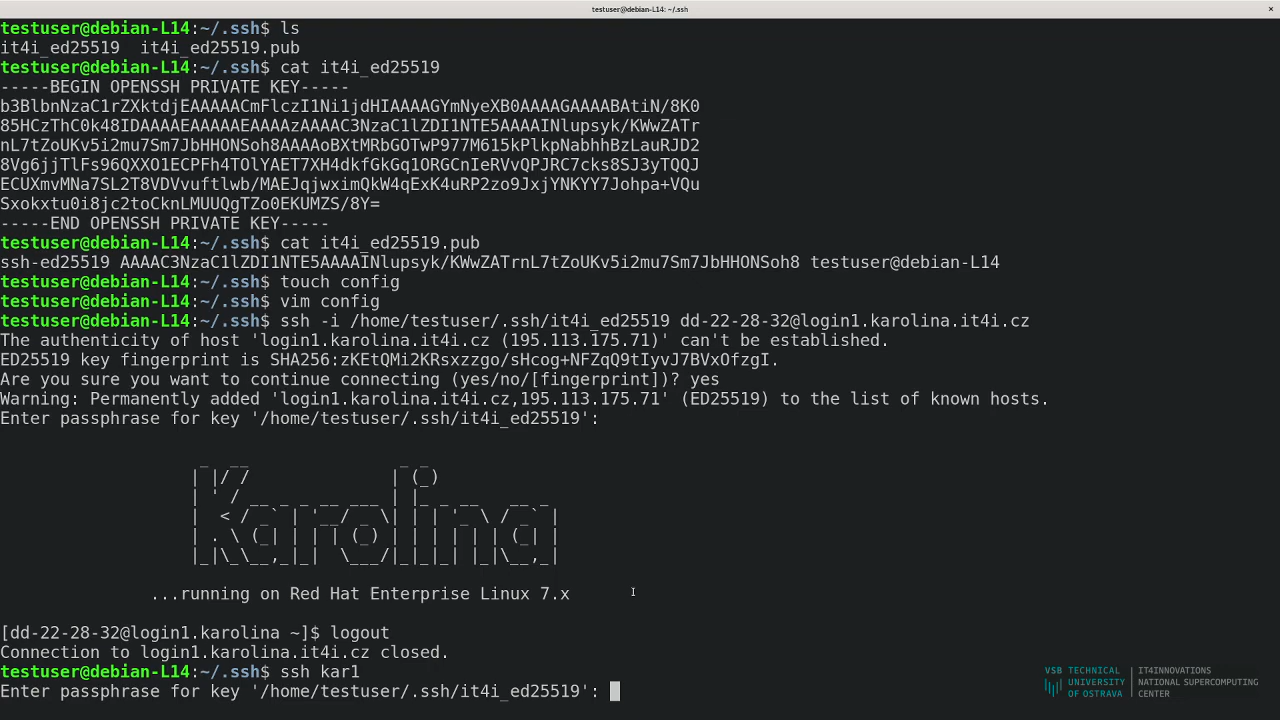 testuser@debian-L14: ~/.ssh
testuser@debian-L14:~/.ssh$ ls
it4i_ed25519  it4i_ed25519.pub
testuser@debian-L14:~/.ssh$ cat it4i_ed25519
-----BEGIN OPENSSH PRIVATE KEY-----
b3BlbnNzaC1rZXktdjEAAAAACmFlczI1Ni1jdHIAAAAGYmNyeXB0AAAAGAAAABAtiN/8K0
85HCzThC0k48IDAAAAEAAAAAEAAAAzAAAAC3NzaC1lZDI1NTE5AAAAINlupsyk/KWwZATr
nL7tZoUKv5i2mu7Sm7JbHHONSoh8AAAAoBXtMRbGOTwP977M615kPlkpNabhhBzLauRJD2
8Vg6jjTlFs96QXXO1ECPFh4TOlYAET7XH4dkfGkGq1ORGCnIeRVvQPJRC7cks8SJ3yTQQJ
ECUXmvMNa7SL2T8VDVvuftlwb/MAEJqjwximQkW4qExK4uRP2zo9JxjYNKYY7Johpa+VQu
Sxokxtu0i8jc2toCknLMUUQgTZo0EKUMZS/8Y=
-----END OPENSSH PRIVATE KEY-----
testuser@debian-L14:~/.ssh$ cat it4i_ed25519.pub
ssh-ed25519 AAAAC3NzaC1lZDI1NTE5AAAAINlupsyk/KWwZATrnL7tZoUKv5i2mu7Sm7JbHHONSoh8 testuser@debian-L14
testuser@debian-L14:~/.ssh$ touch config
testuser@debian-L14:~/.ssh$ vim config
testuser@debian-L14:~/.ssh$ ssh -i /home/testuser/.ssh/it4i_ed25519 dd-22-28-32@login1.karolina.it4i.cz
The authenticity of host 'login1.karolina.it4i.cz (195.113.175.71)' can't be established.
ED25519 key fingerprint is SHA256:zKEtQMi2KRsxzzgo/sHcog+NFZqQ9tIyvJ7BVxOfzgI.
Are you sure you want to continue connecting (yes/no/[fingerprint])? yes
Warning: Permanently added 'login1.karolina.it4i.cz,195.113.175.71' (ED25519) to the list of known hosts.
Enter passphrase for key '/home/testuser/.ssh/it4i_ed25519':
Karolina
...running on Red Hat Enterprise Linux 7.x
[dd-22-28-32@login1.karolina ~]$ logout
Connection to login1.karolina.it4i.cz closed.
testuser@debian-L14:~/.ssh$ ssh kar1
Enter passphrase for key '/home/testuser/.ssh/it4i_ed25519':
VSB TECHNICAL
UNIVERSITY
OF OSTRAVA
IT4INNOVATIONS
NATIONAL SUPERCOMPUTING
CENTER